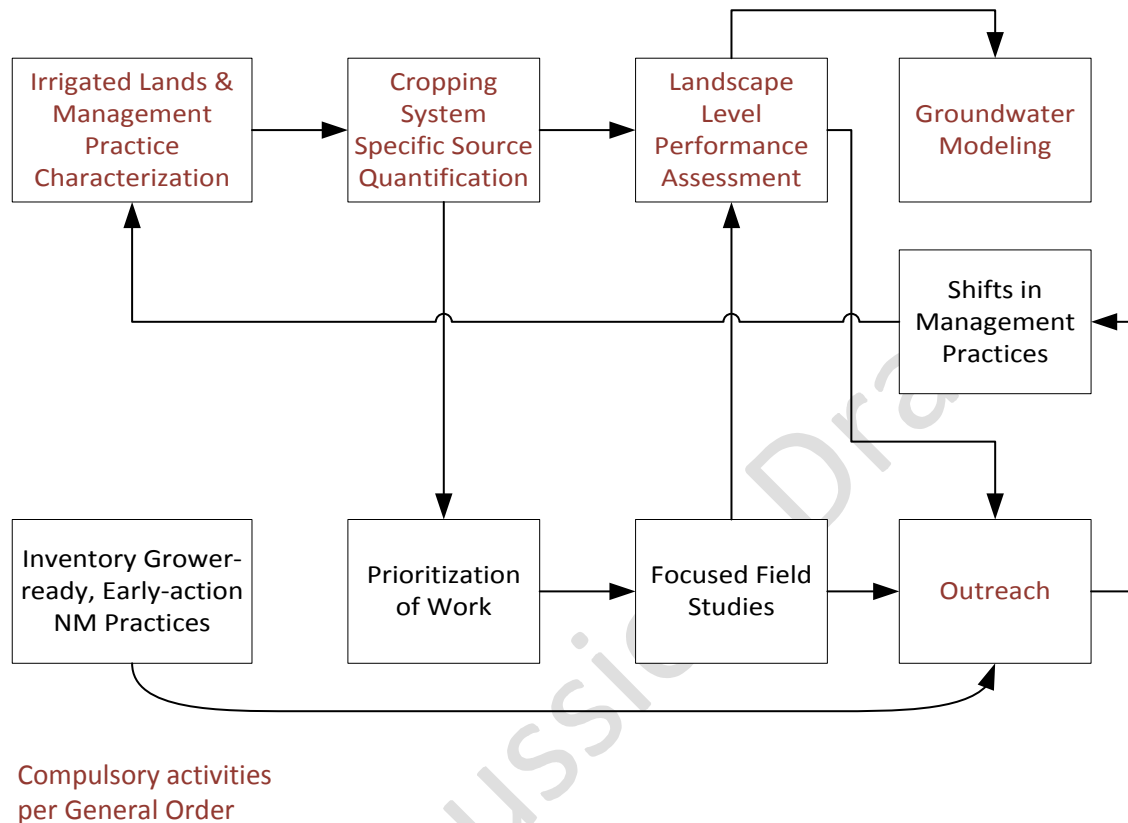 Irrigated Lands &
Management
Practice
Characterization
Cropping
System
Specific Source
Quantification
Landscape
Level
Performance
Assessment
Groundwater
Modeling
Shifts in
Management
Practices
Inventory Grower-
ready, Early-action
NM Practices
Prioritization
of Work
Focused Field
Studies
Outreach
Compulsory activities
per General Order